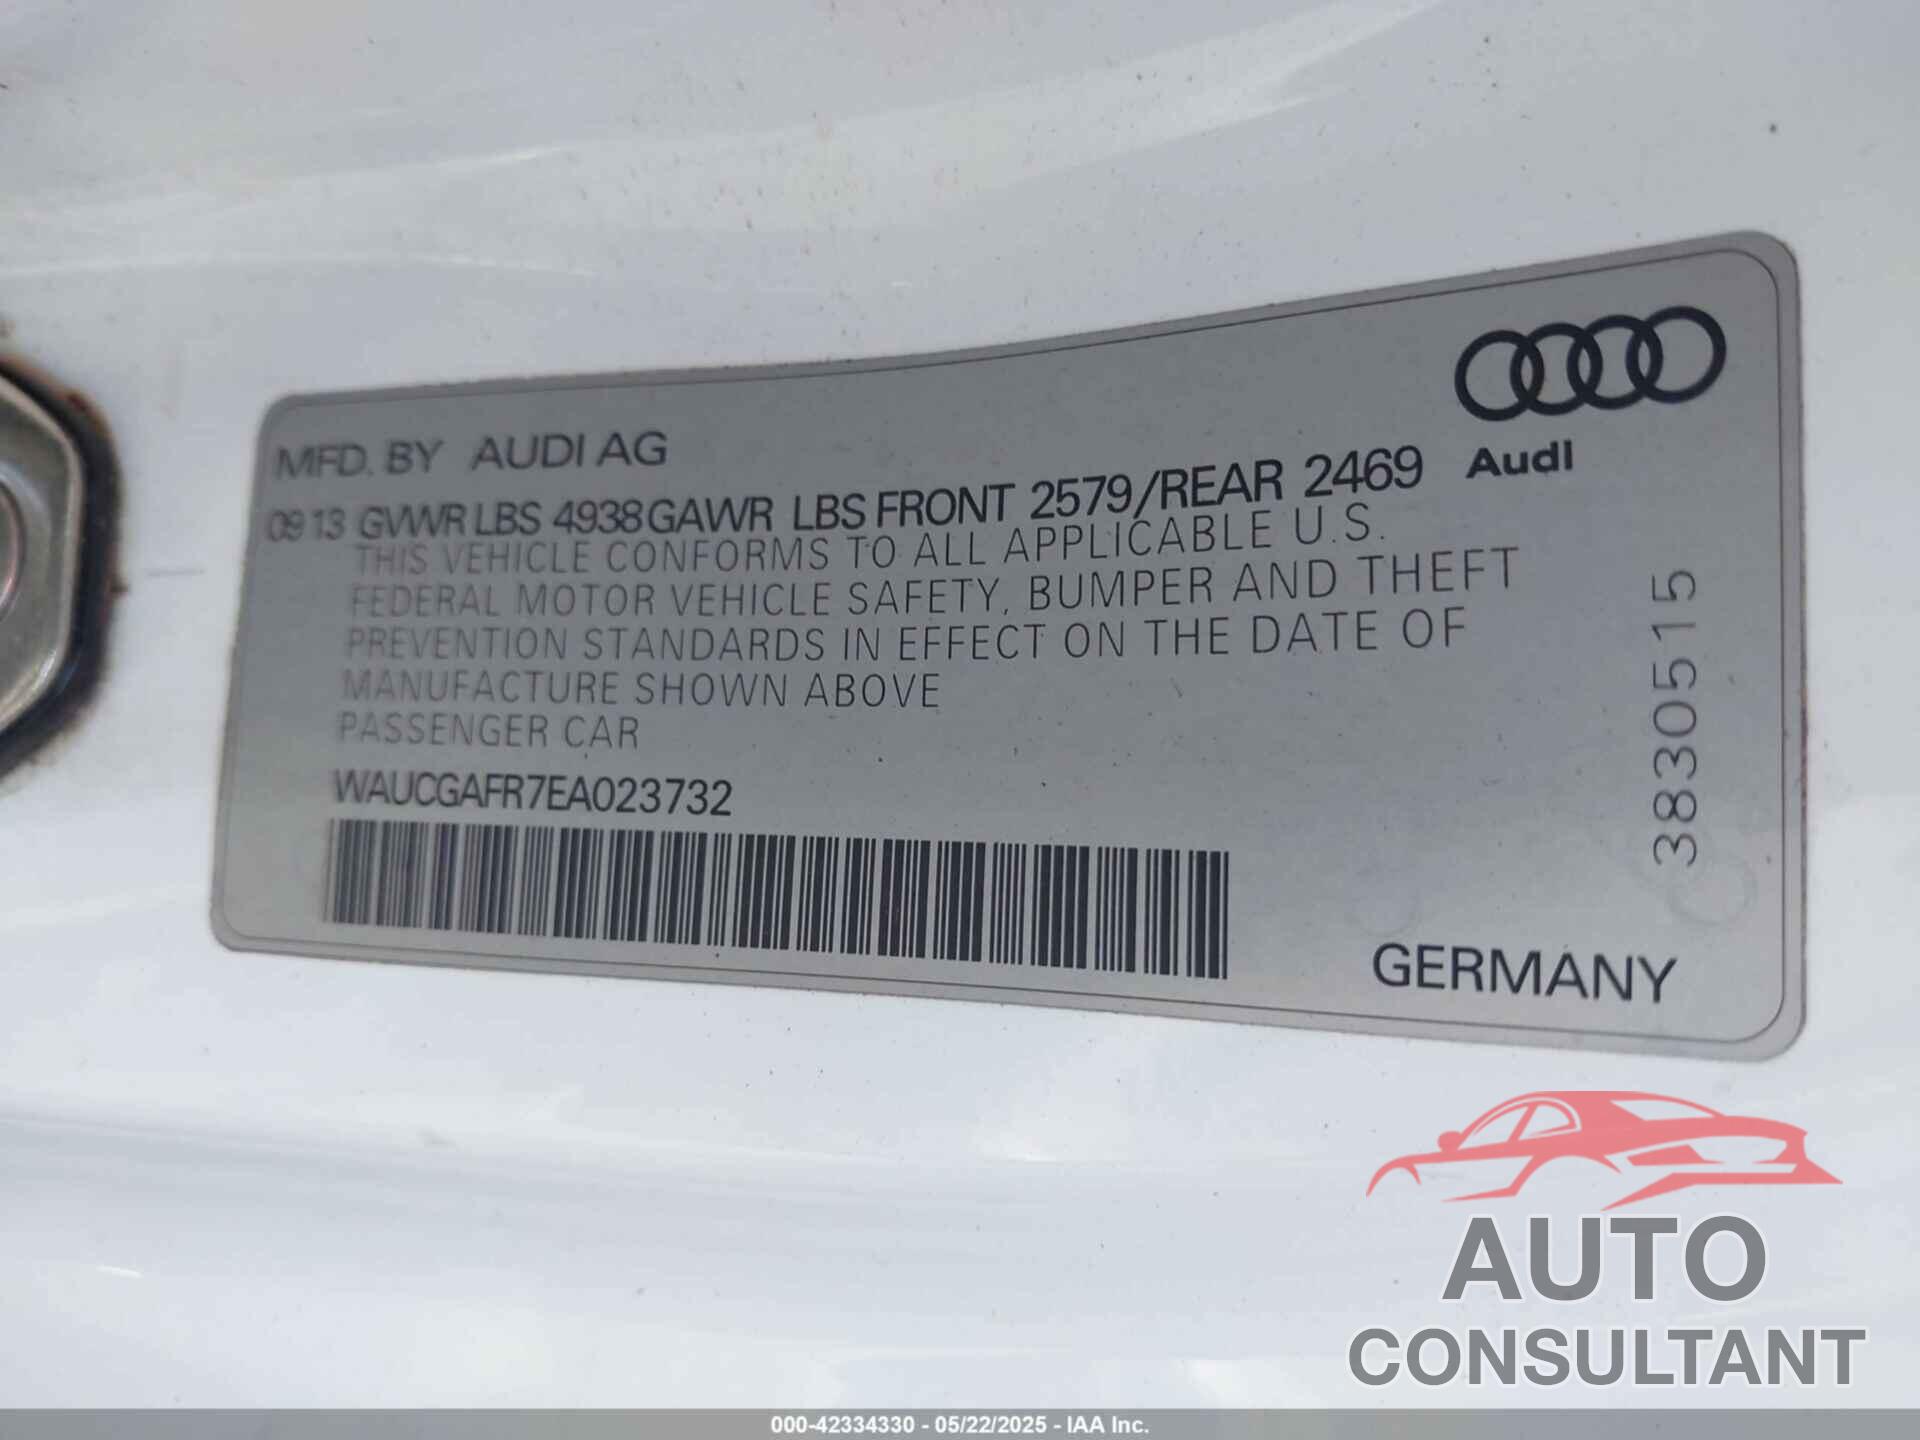 MFD. BY AUDI AG
Audi
09 13 GVWR LBS 4938 GAWR LBS FRONT 2579/REAR 2469
THIS VEHICLE CONFORMS TO ALL APPLICABLE U.S.
FEDERAL MOTOR VEHICLE SAFETY, BUMPER AND THEFT
PREVENTION STANDARDS IN EFFECT ON THE DATE OF
MANUFACTURE SHOWN ABOVE
PASSENGER CAR
WAUCGAFR7EA023732
3830515
GERMANY
AUTO
CONSULTANT
000-42334330 - 05/22/2025 - IAA Inc.